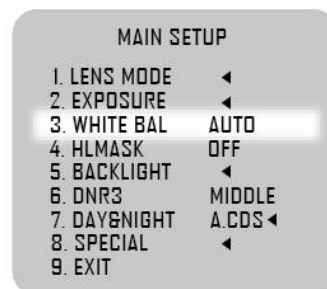 MAIN SETUP
1. LENS MODE ◄
2. EXPOSURE ◄
3. WHITE BAL AUTO
4. HLMASK OFF
5. BACKLIGHT ◄
6. DNR3 MIDDLE
7. DAY&NIGHT A.CDS◄
8. SPECIAL ◄
9. EXIT